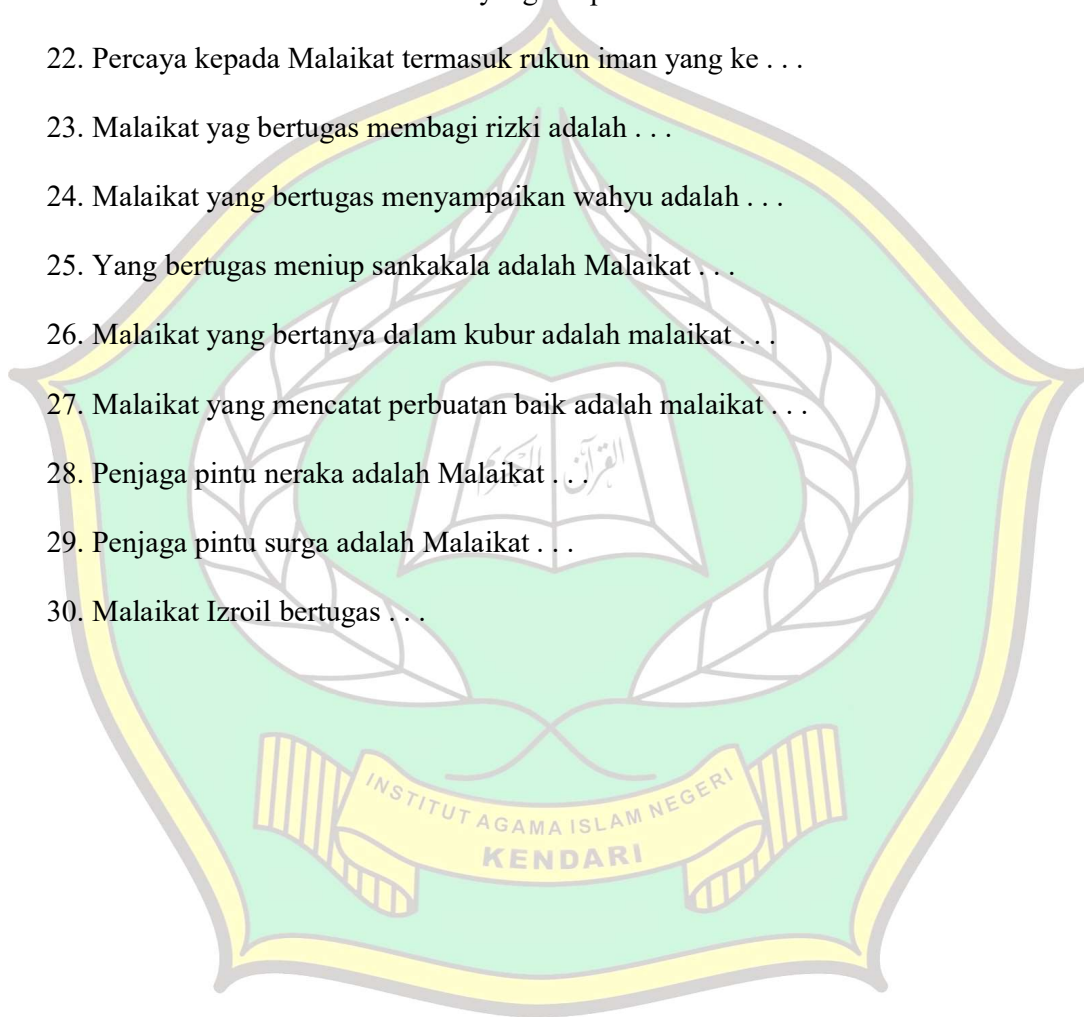 22. Percaya kepada Malaikat termasuk rukun iman yang ke . . .
23. Malaikat yag bertugas membagi rizki adalah . . .
24. Malaikat yang bertugas menyampaikan wahyu adalah . . .
25. Yang bertugas meniup sankakala adalah Malaikat . . .
26. Malaikat yang bertanya dalam kubur adalah malaikat . . .
27. Malaikat yang mencatat perbuatan baik adalah malaikat . . .
القرآن الكريم
28. Penjaga pintu neraka adalah Malaikat . . .
29. Penjaga pintu surga adalah Malaikat . . .
30. Malaikat Izroil bertugas . . .
INSTITUT AGAMA ISLAM NEGERI
KENDARI